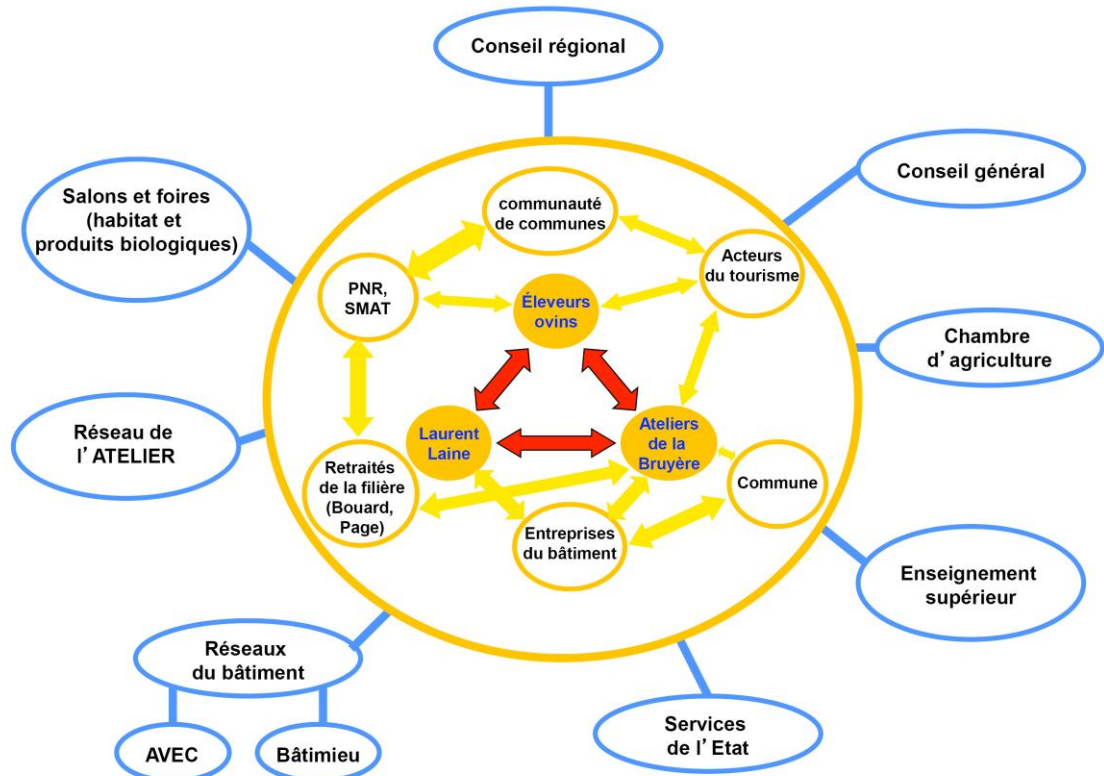 Conseil régional
Conseil général
Salons et foires
(habitat et
produits biologiques)
communauté
de communes
Acteurs
du tourisme
PNR,
SMAT
Éleveurs
ovins
Chambre
d'agriculture
Réseau de
l'ATELIER
Laurent
Laine
Ateliers
de la
Bruyère
Retraités
de la filière
(Bouard,
Page)
Commune
Entreprises
du bâtiment
Enseignement
supérieur
Réseaux
du bâtiment
Services
de l'Etat
AVEC
Bâtimieu